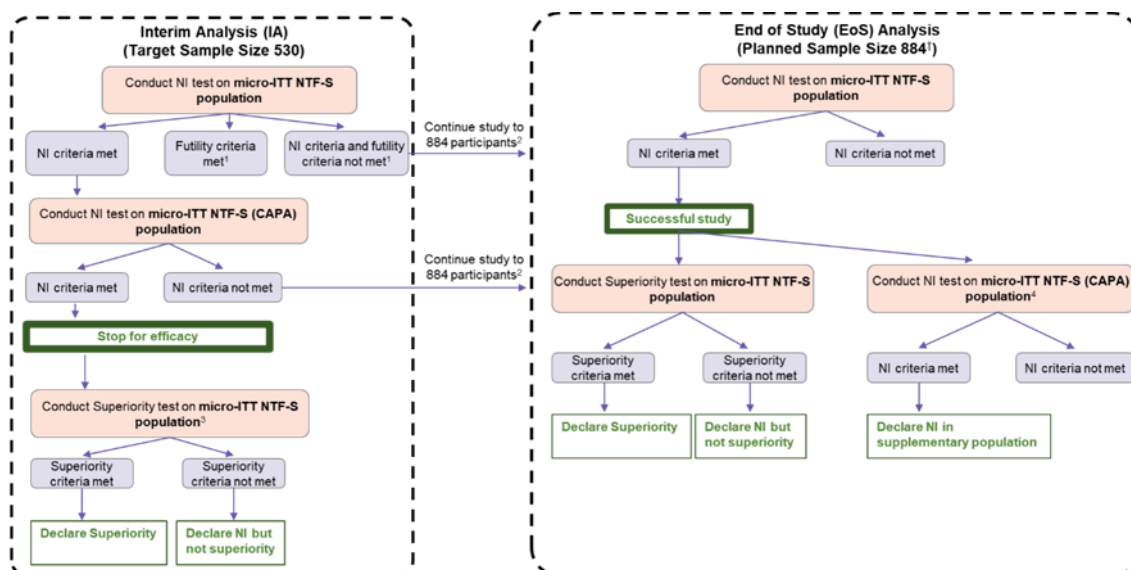 Interim Analysis (IA)
(Target Sample Size 530)
Conduct NI test on micro-ITT NTF-S
population
NI criteria met
Futility criteria
met¹
NI criteria and futility
criteria not met¹
Continue study to
884 participants²
Conduct NI test on micro-ITT NTF-S (CAPA)
population
NI criteria met
NI criteria not met
Continue study to
884 participants²
Stop for efficacy
Conduct Superiority test on micro-ITT NTF-S
population³
Superiority
criteria met
Superiority
criteria not met
Declare Superiority
Declare NI but
not superiority
End of Study (EoS) Analysis
(Planned Sample Size 884†)
Conduct NI test on micro-ITT NTF-S
population
NI criteria met
NI criteria not met
Successful study
Conduct Superiority test on micro-ITT NTF-S
population
Conduct NI test on micro-ITT NTF-S (CAPA)
population⁴
Superiority
criteria met
Superiority
criteria not met
NI criteria met
NI criteria not met
Declare Superiority
Declare NI but
not superiority
Declare NI in
supplementary population